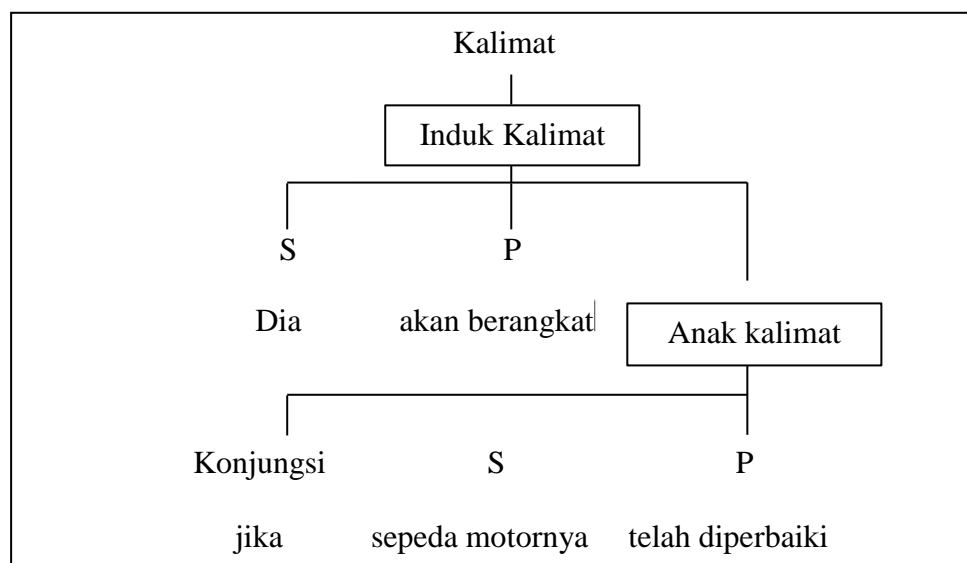 Kalimat
Induk Kalimat
S P
Dia akan berangkat Anak kalimat
Konjungsi S P
jika sepeda motornya telah diperbaiki